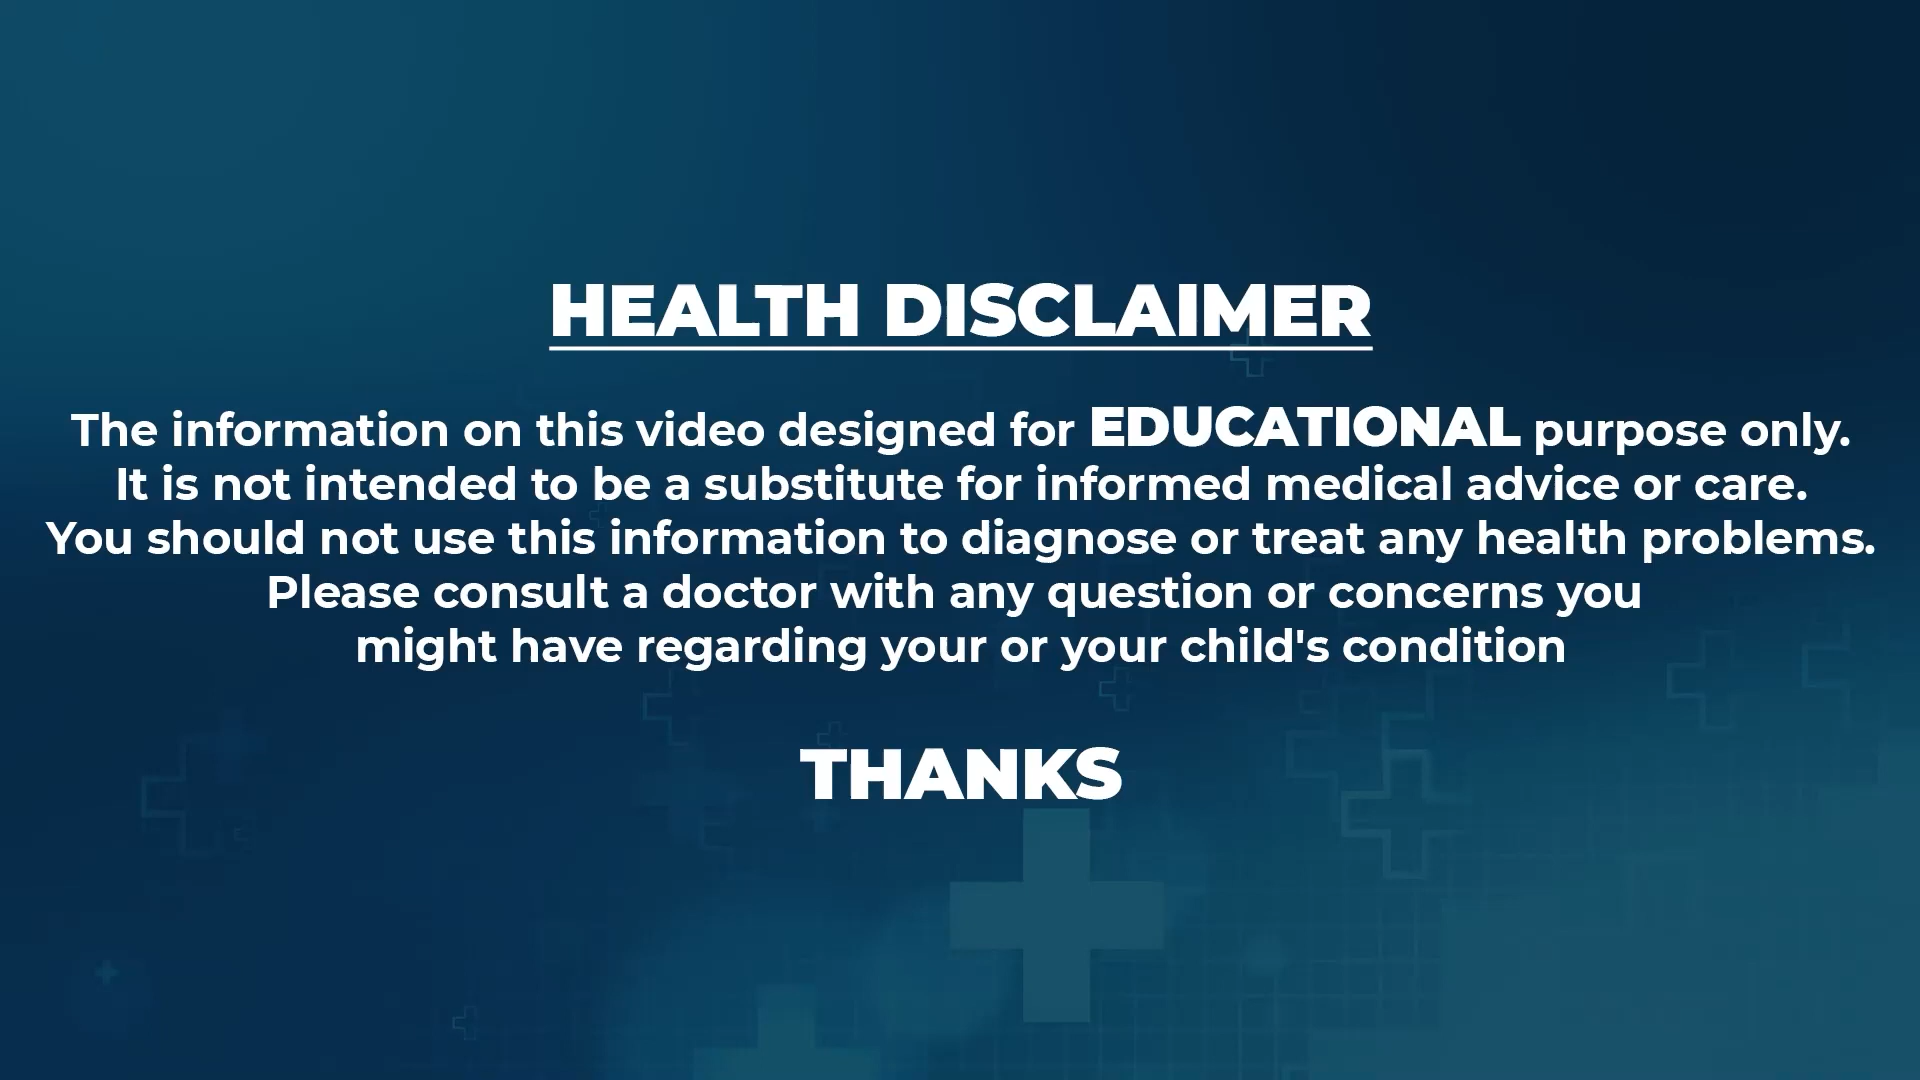 HEALTH DISCLAIMER
The information on this video designed for EDUCATIONAL purpose only.
It is not intended to be a substitute for informed medical advice or care.
You should not use this information to diagnose or treat any health problems.
Please consult a doctor with any question or concerns you
might have regarding your or your child's condition
THANKS